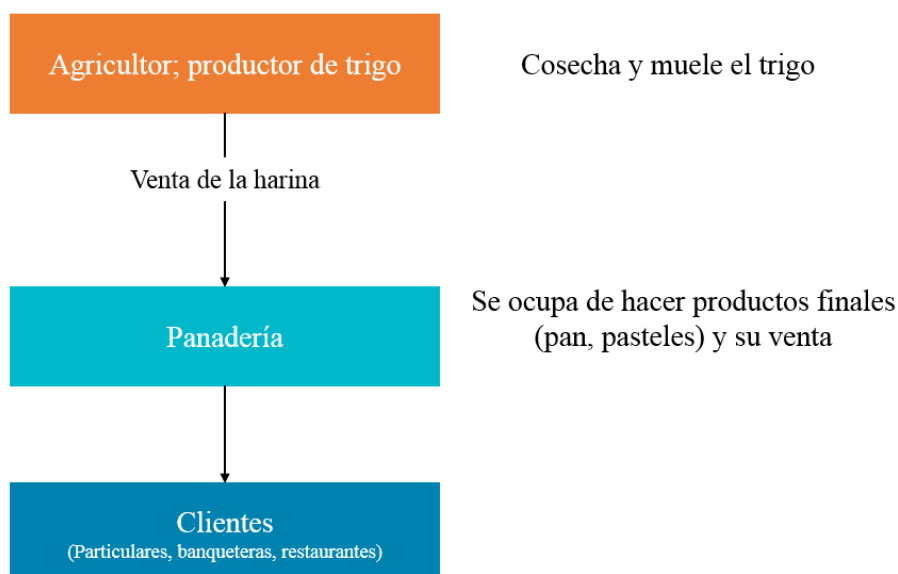 Agricultor; productor de trigo
Cosecha y muele el trigo
Venta de la harina
Panadería
Se ocupa de hacer productos finales
(pan, pasteles) y su venta
Clientes
(Particulares, banqueteras, restaurantes)